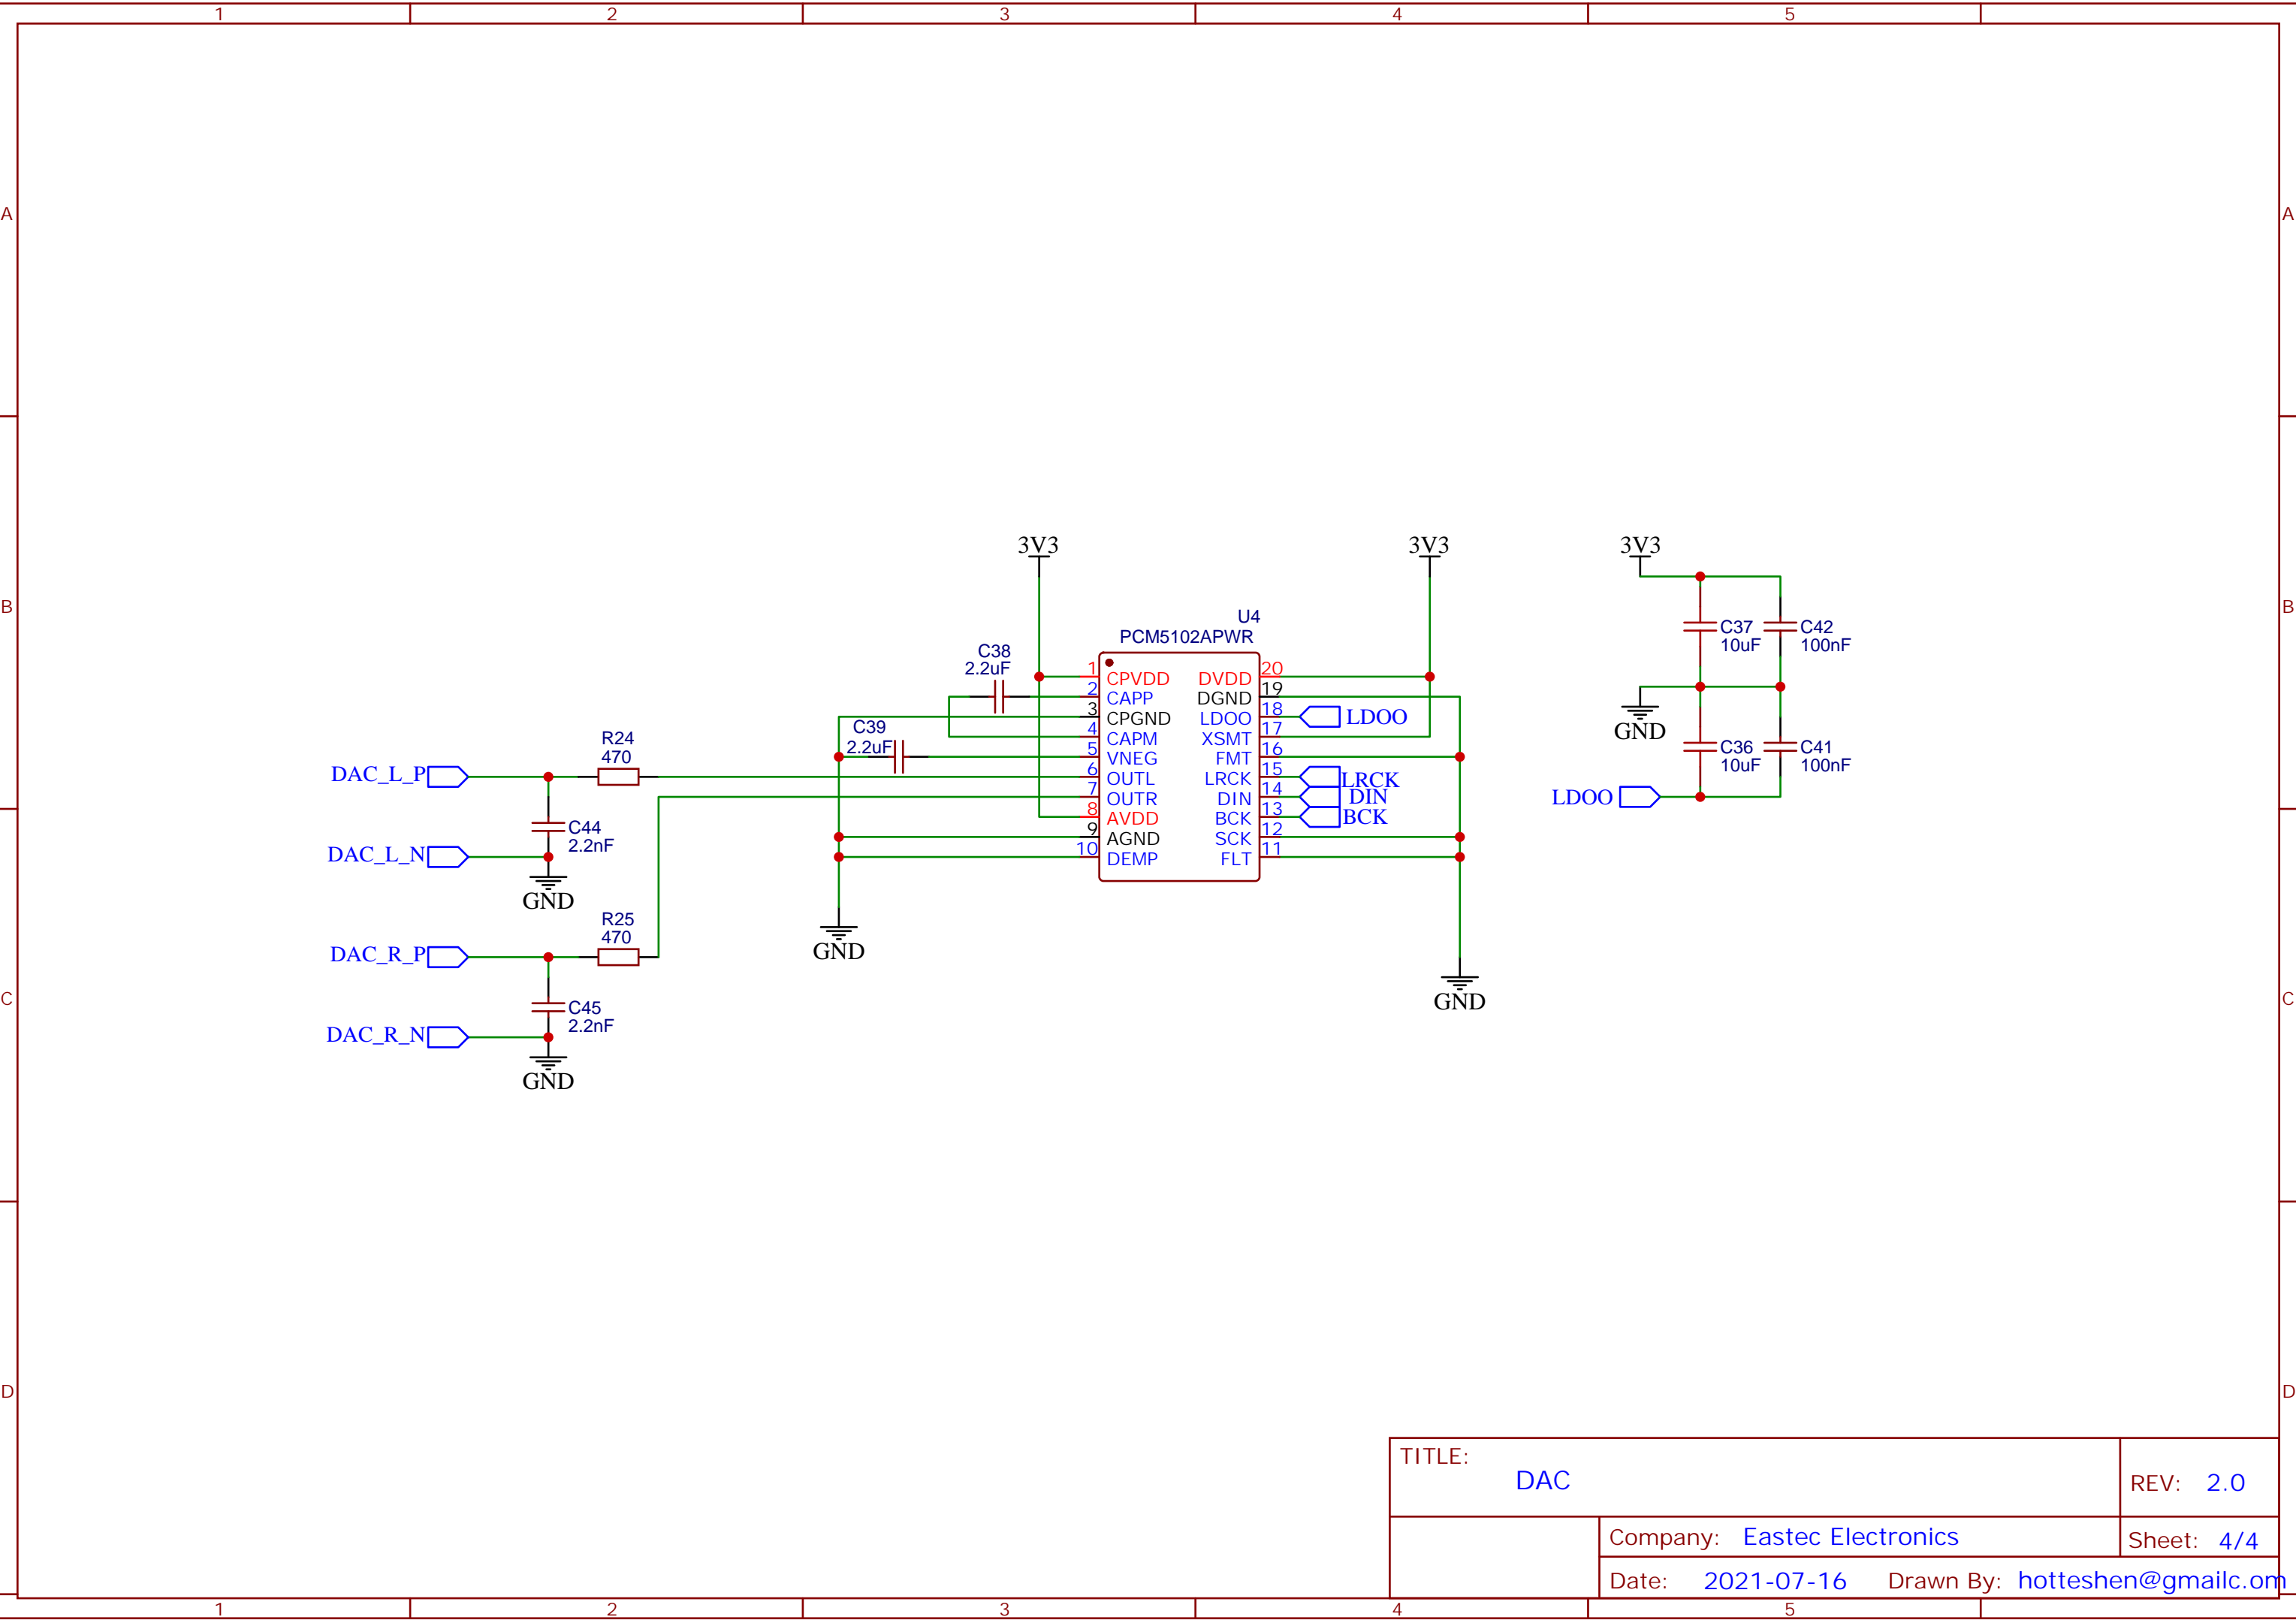 1 2 3 4 5
A A
B B
C C
D D
3V3 3V3 3V3
U4
PCM5102APWR
C38
2.2uF
C39
2.2uF
1 CPVDD DVDD 20
2 CAPP DGND 19
3 CPGND LDOO 18 LDOO
4 CAPM XSMT 17
5 VNEG FMT 16
6 OUTL LRCK 15 LRCK
7 OUTR DIN 14 DIN
8 AVDD BCK 13 BCK
9 AGND SCK 12
10 DEMP FLT 11
GND
GND
C37
10uF
C42
100nF
GND
C36
10uF
C41
100nF
LDOO
R24
470
DAC_L_P
C44
2.2nF
DAC_L_N
GND
R25
470
DAC_R_P
C45
2.2nF
DAC_R_N
GND
TITLE:
DAC
REV: 2.0
Company: Eastec Electronics
Sheet: 4/4
Date: 2021-07-16 Drawn By: hotteshen@gmailc.om
1 2 3 4 5